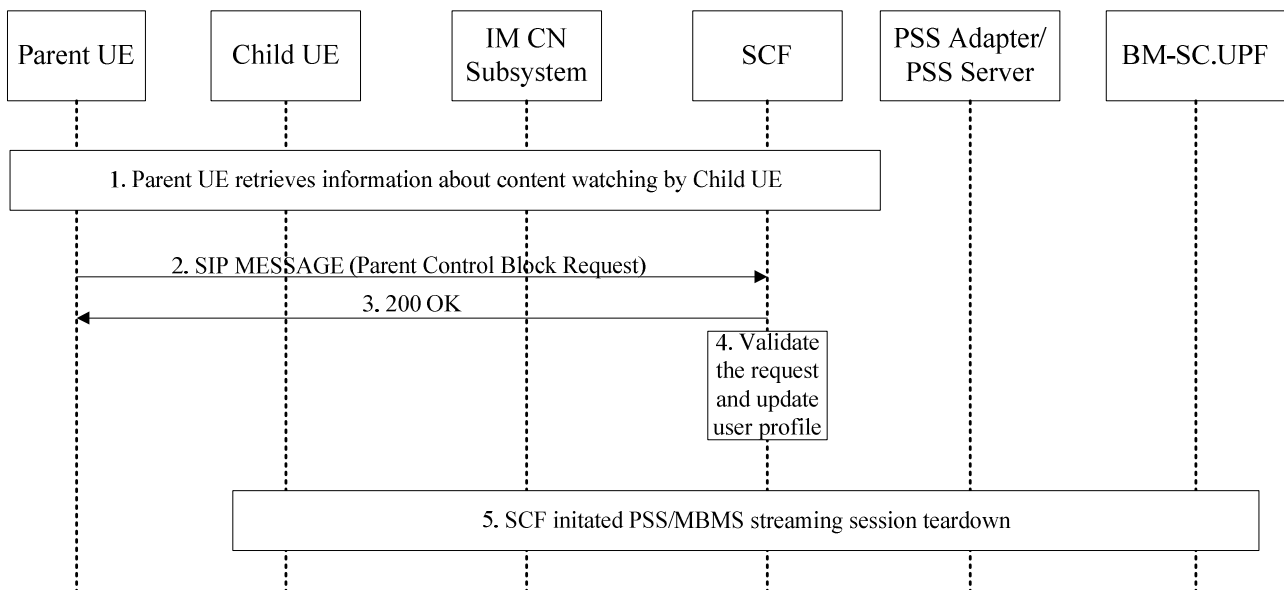 Parent UE
Child UE
IM CN
Subsystem
SCF
PSS Adapter/
PSS Server
BM-SC.UPF
1. Parent UE retrieves information about content watching by Child UE
2. SIP MESSAGE (Parent Control Block Request)
3. 200 OK
4. Validate
the request
and update
user profile
5. SCF initated PSS/MBMS streaming session teardown